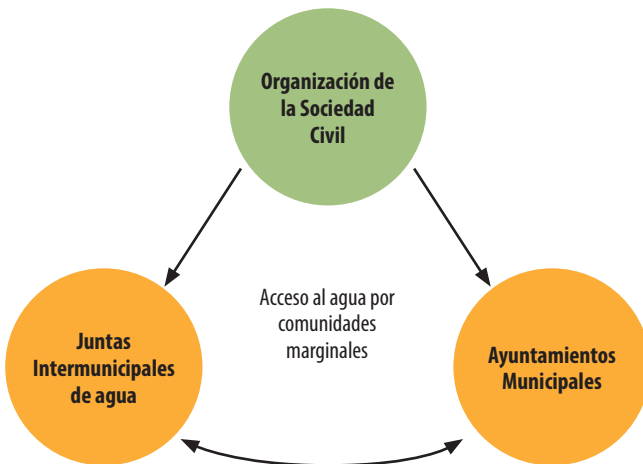 Organización de
la Sociedad
Civil
Acceso al agua por
comunidades
marginales
Juntas
Intermunicipales
de agua
Ayuntamientos
Municipales